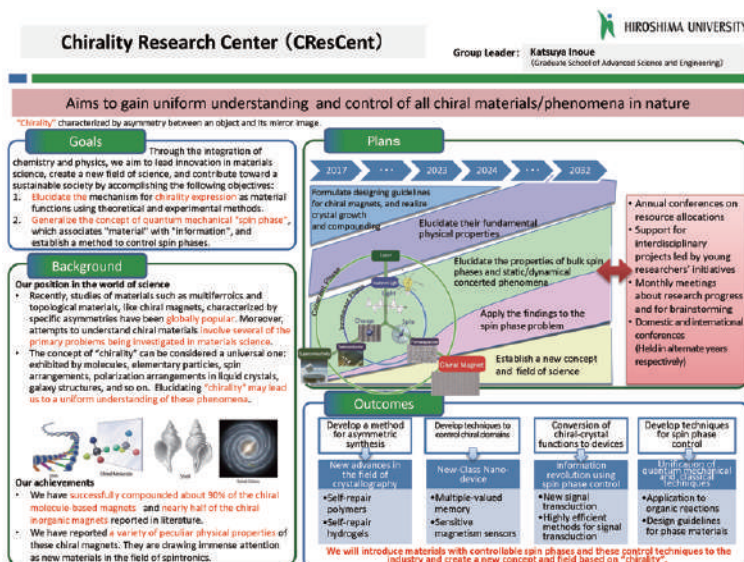 Chirality Research Center (CResCent)
HIROSHIMA UNIVERSITY
Group Leader: Katsuya Inoue
(Graduate School of Advanced Science and Engineering)
Aims to gain uniform understanding and control of all chiral materials/phenomena in nature
"Chirality" characterized by asymmetry between an object and its mirror image.
Goals
Through the integration of
chemistry and physics, we aim to lead innovation in materials
science, create a new field of science, and contribute toward a
sustainable society by accomplishing the following objectives:
1. Elucidate the mechanism for chirality expression as material
functions using theoretical and experimental methods.
2. Generalize the concept of quantum mechanical "spin phase",
which associates "material" with "information", and
establish a method to control spin phases.
Background
Our position in the world of science
• Recently, studies of materials such as multiferroics and
topological materials, like chiral magnets, characterized by
specific asymmetries have been globally popular. Moreover,
attempts to understand chiral materials involve several of the
primary problems being investigated in materials science.
• The concept of "chirality" can be considered a universal one:
exhibited by molecules, elementary particles, spin
arrangements, polarization arrangements in liquid crystals,
galaxy structures, and so on. Elucidating "chirality" may lead
us to a uniform understanding of these phenomena.
Our achievements
• We have successfully compounded about 90% of the chiral
molecule-based magnets and nearly half of the chiral
inorganic magnets reported in literature.
• We have reported a variety of peculiar physical properties of
these chiral magnets. They are drawing immense attention
as new materials in the field of spintronics.
Plans
2017 ・・・ 2023 2024 ・・・ 2032
Formulate designing guidelines
for chiral magnets, and realize
crystal growth
and compounding
Elucidate their fundamental
physical properties
Elucidate the properties of bulk spin
phases and static/dynamical
concerted phenomena
Apply the findings to the
spin phase problem
Establish a new concept
and field of science
Chiral Magnet
• Annual conferences on
resource allocations
• Support for
interdisciplinary
projects led by young
researchers' initiatives
• Monthly meetings
about research progress
and for brainstorming
• Domestic and international
conferences
(Held in alternate years
respectively)
Outcomes
Develop a method
for asymmetric
synthesis
New advances in
the field of
crystallography
•Self-repair
polymers
•Self-repair
hydrogels
Develop techniques to
control chiral domains
New-Class Nano-
device
•Multiple-valued
memory
•Sensitive
magnetism sensors
Conversion of
chiral-crystal
functions to devices
Information
revolution using
spin phase control
•New signal
transduction
•Highly efficient
methods for signal
transduction
Develop techniques
for spin phase
control
Unification of
quantum mechanical
and classical
techniques
•Application to
organic reactions
•Design guidelines
for phase materials
We will introduce materials with controllable spin phases and these control techniques to the
industry and create a new concept and field based on "chirality".